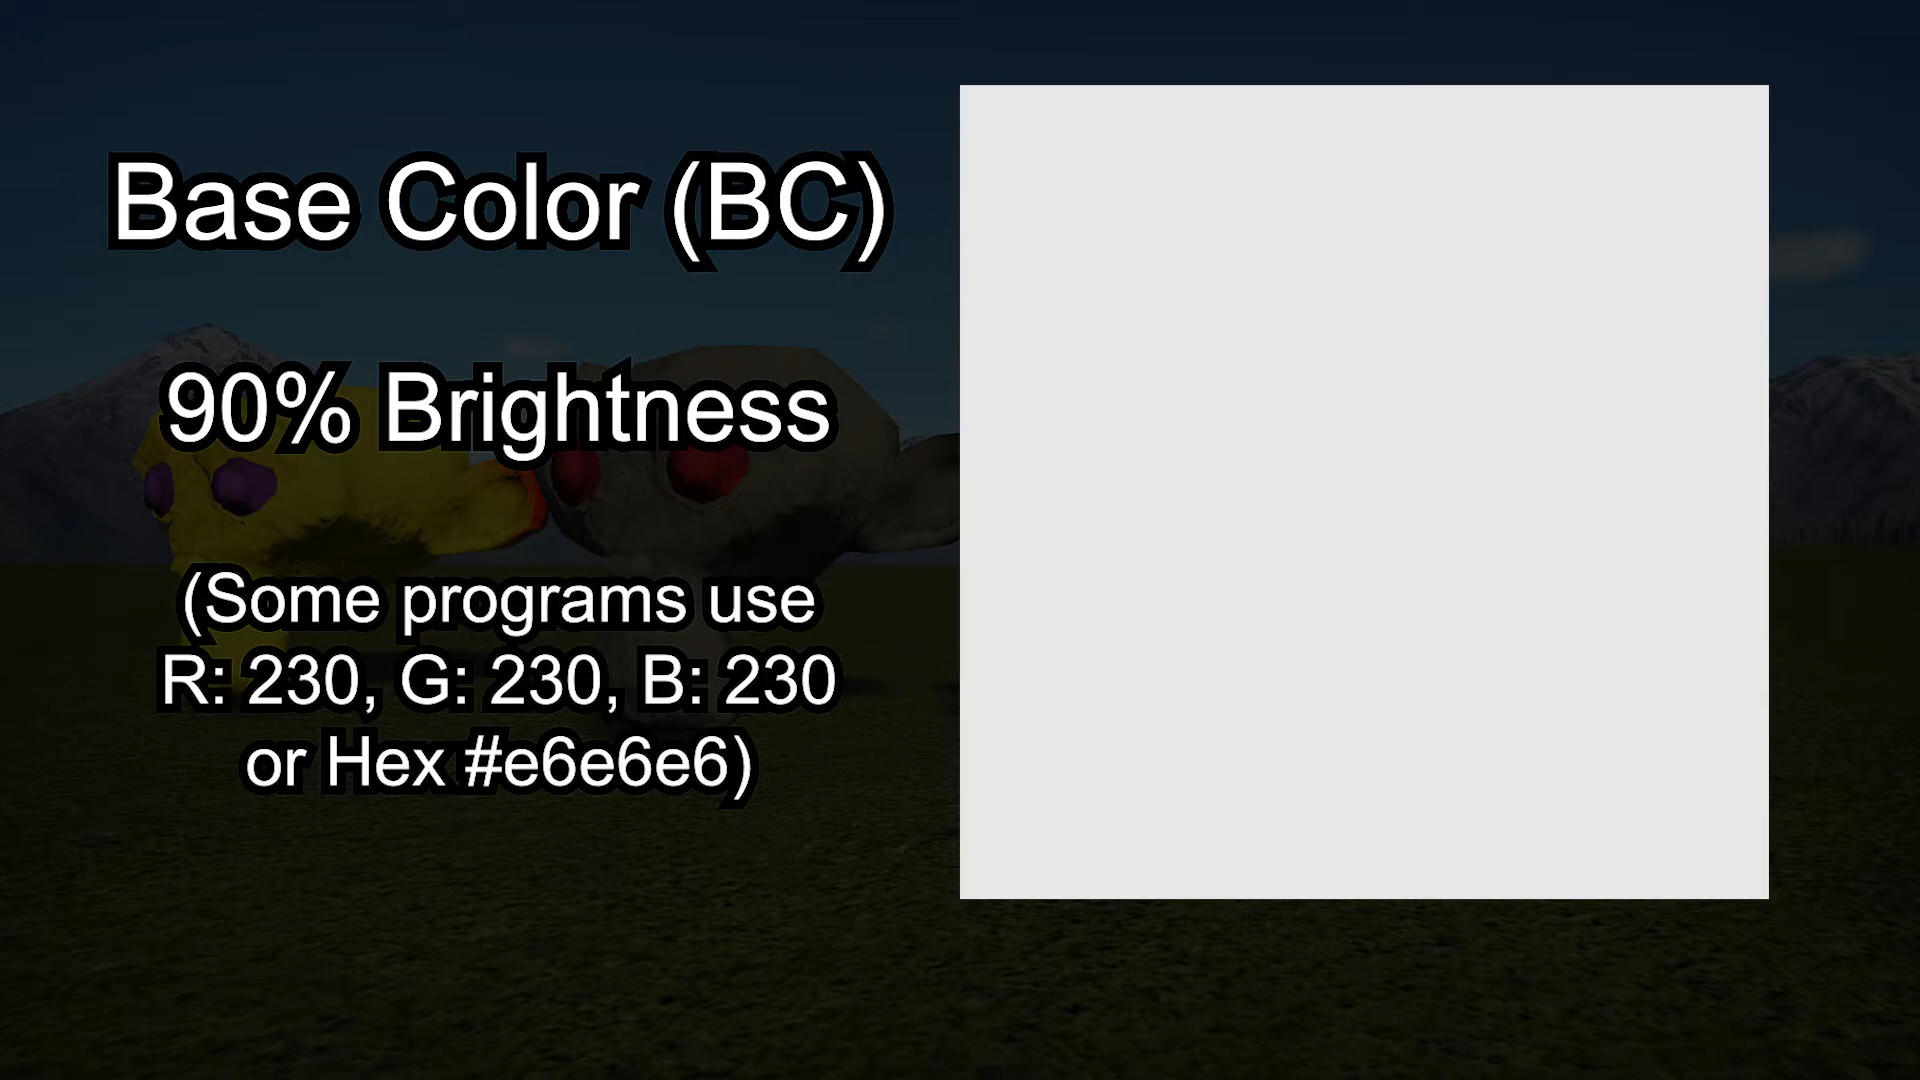 Base Color (BC)
90% Brightness
(Some programs use
R: 230, G: 230, B: 230
or Hex #e6e6e6)